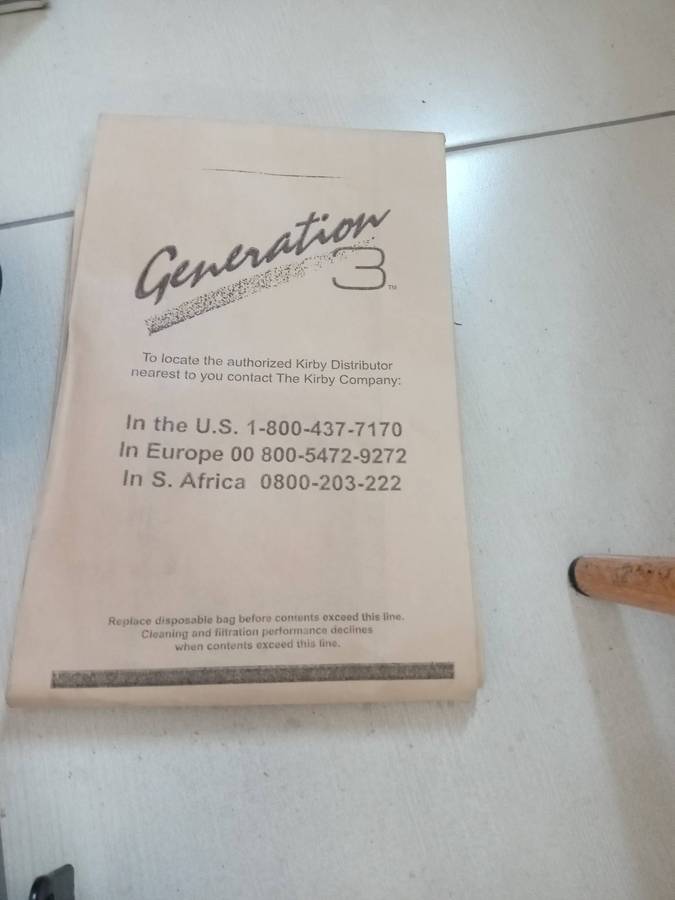 Generation
3™
To locate the authorized Kirby Distributor
nearest to you contact The Kirby Company:
In the U.S. 1-800-437-7170
In Europe 00 800-5472-9272
In S. Africa 0800-203-222
Replace disposable bag before contents exceed this line.
Cleaning and filtration performance declines
when contents exceed this line.